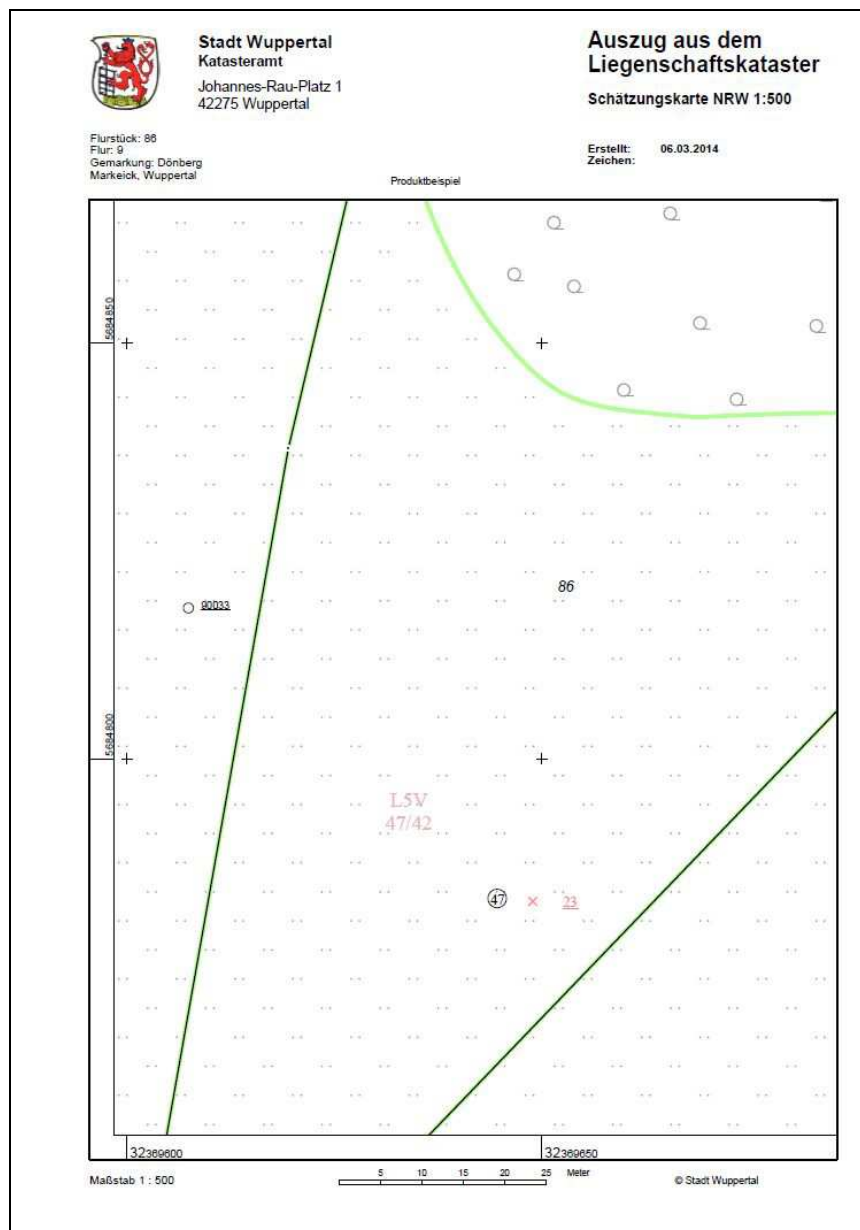 Stadt Wuppertal
Katasteramt
Johannes-Rau-Platz 1
42275 Wuppertal
Auszug aus dem
Liegenschaftskataster
Schätzungskarte NRW 1:500
Flurstück: 86
Flur: 9
Gemarkung: Dönberg
Markeick, Wuppertal
Erstellt: 06.03.2014
Zeichen:
Produktbeispiel
5684850
86
90033
5684800
L5V
47/42
47
23
32369600
32369650
Maßstab 1 : 500
5 10 15 20 25 Meter
© Stadt Wuppertal